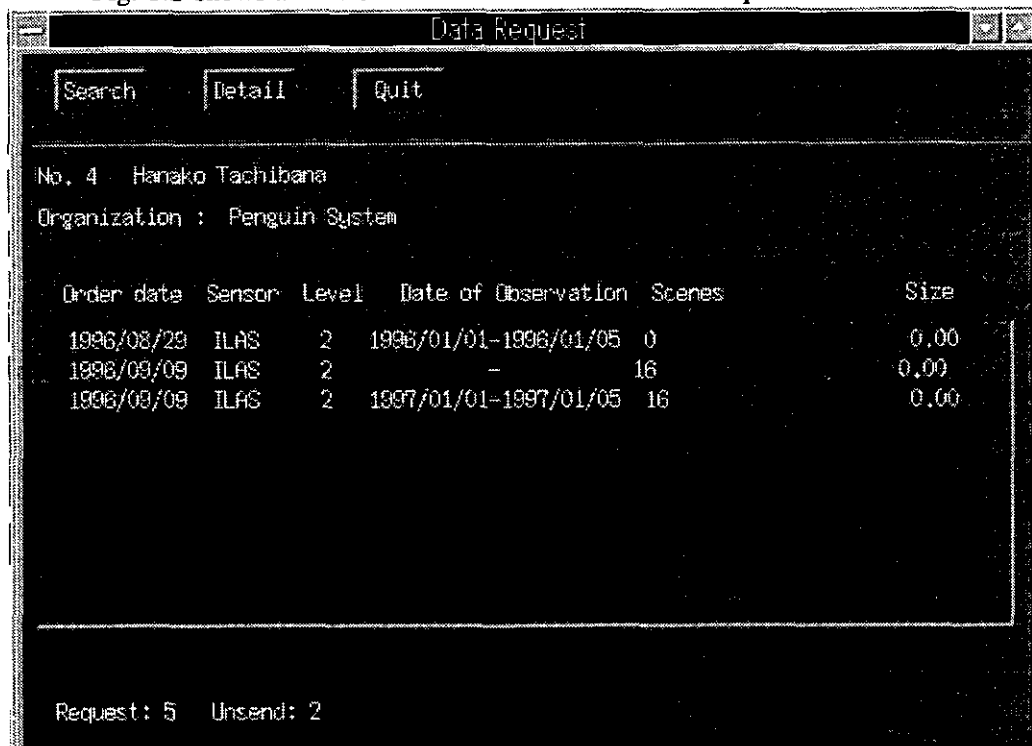 Data Request
Search Detail Quit
No. 4 Hanako Tachibana
Organization : Penguin System
Order date Sensor Level Date of Observation Scenes Size
1996/08/29 ILAS 2 1996/01/01-1996/01/05 0 0.00
1996/09/09 ILAS 2 - 16 0.00
1996/09/09 ILAS 2 1997/01/01-1997/01/05 16 0.00
Request: 5 Unsend: 2